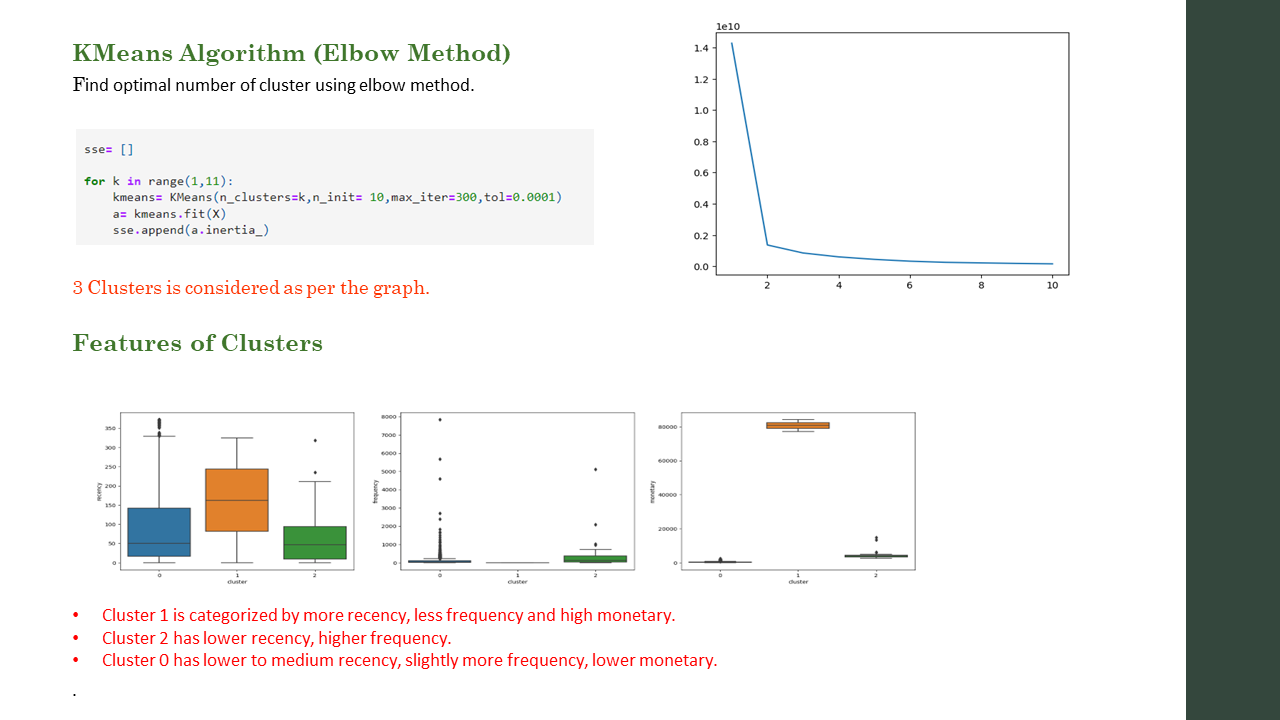 KMeans Algorithm (Elbow Method)
Find optimal number of cluster using elbow method.
sse= []
for k in range(1,11):
    kmeans= KMeans(n_clusters=k,n_init= 10,max_iter=300,tol=0.0001)
    a= kmeans.fit(X)
    sse.append(a.inertia_)
1e10
1.4
1.2
1.0
0.8
0.6
0.4
0.2
0.0
2 4 6 8 10
3 Clusters is considered as per the graph.
Features of Clusters
350
300
250
200
150
100
50
0
recency
0 1 2
cluster
8000
7000
6000
5000
4000
3000
2000
1000
0
frequency
0 1 2
cluster
80000
60000
40000
20000
0
monetary
0 1 2
cluster
• Cluster 1 is categorized by more recency, less frequency and high monetary.
• Cluster 2 has lower recency, higher frequency.
• Cluster 0 has lower to medium recency, slightly more frequency, lower monetary.
.